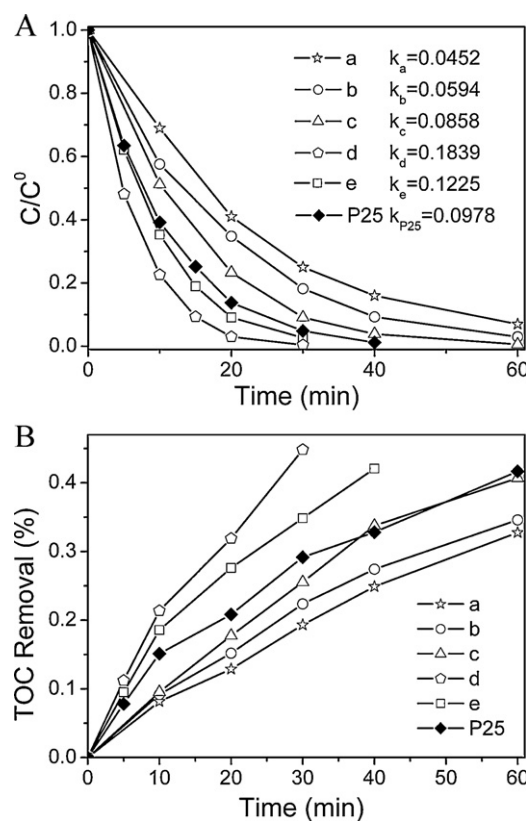 A
1.0
0.8
0.6
0.4
0.2
0.0
C/C⁰
a kₐ=0.0452
b k_b=0.0594
c k_c=0.0858
d k_d=0.1839
e kₑ=0.1225
P25 k_P25=0.0978
0 20 40 60
Time (min)
B
0.4
0.3
0.2
0.1
0.0
TOC Removal (%)
a
b
c
d
e
P25
0 10 20 30 40 50 60
Time (min)